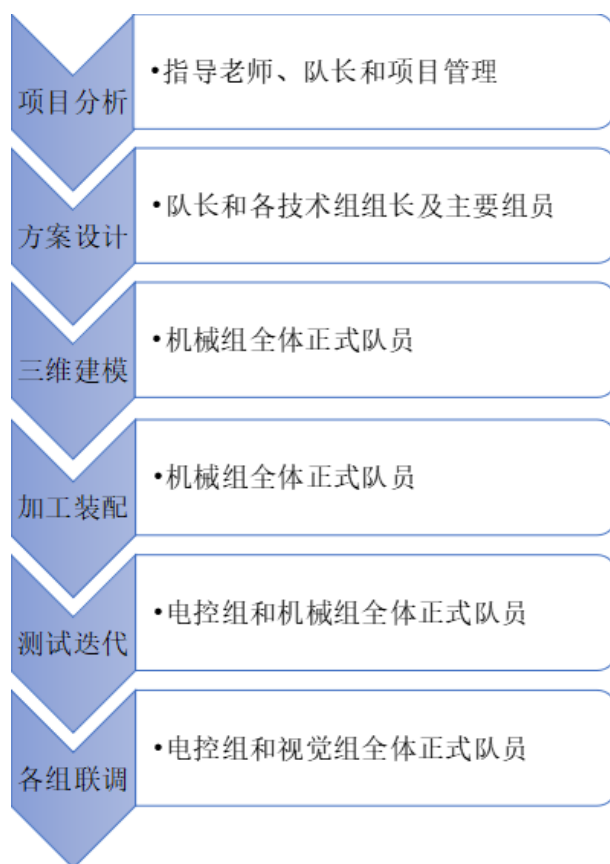 项目分析
•指导老师、队长和项目管理
方案设计
•队长和各技术组组长及主要组员
三维建模
•机械组全体正式队员
加工装配
•机械组全体正式队员
测试迭代
•电控组和机械组全体正式队员
各组联调
•电控组和视觉组全体正式队员